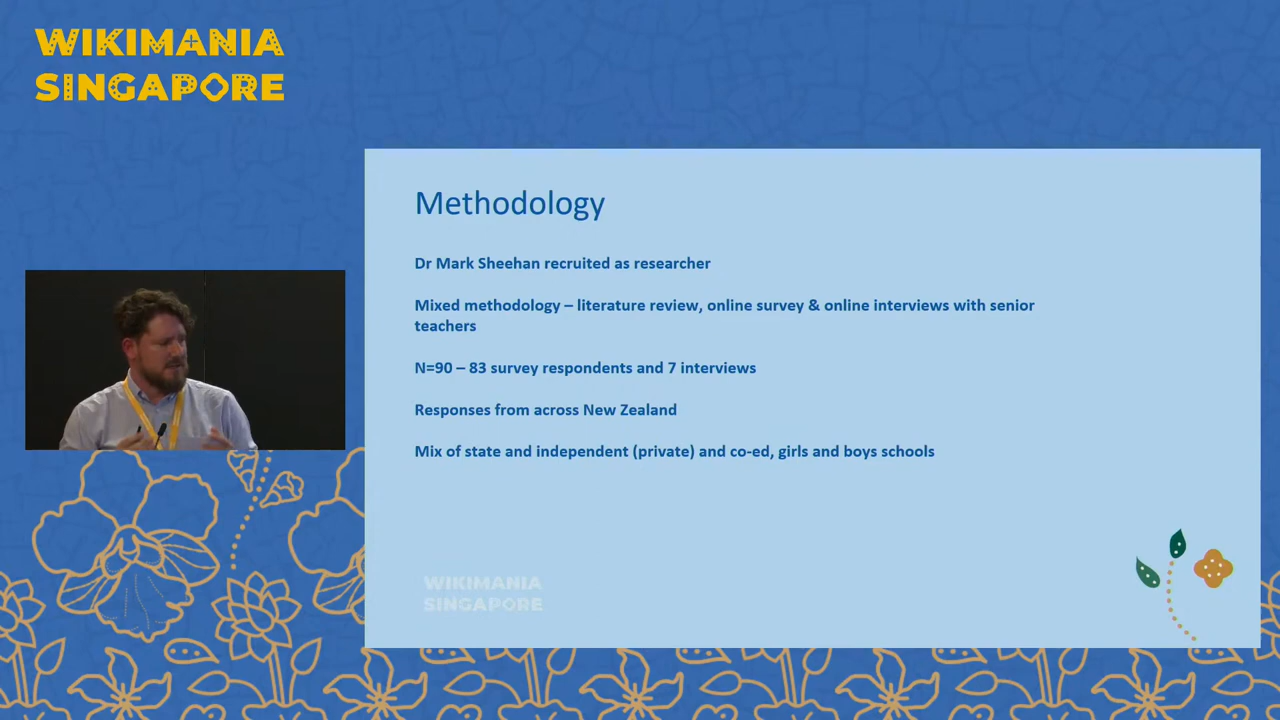 WIKIMANIA
SINGAPORE
Methodology
Dr Mark Sheehan recruited as researcher
Mixed methodology – literature review, online survey & online interviews with senior
teachers
N=90 – 83 survey respondents and 7 interviews
Responses from across New Zealand
Mix of state and independent (private) and co-ed, girls and boys schools
WIKIMANIA
SINGAPORE